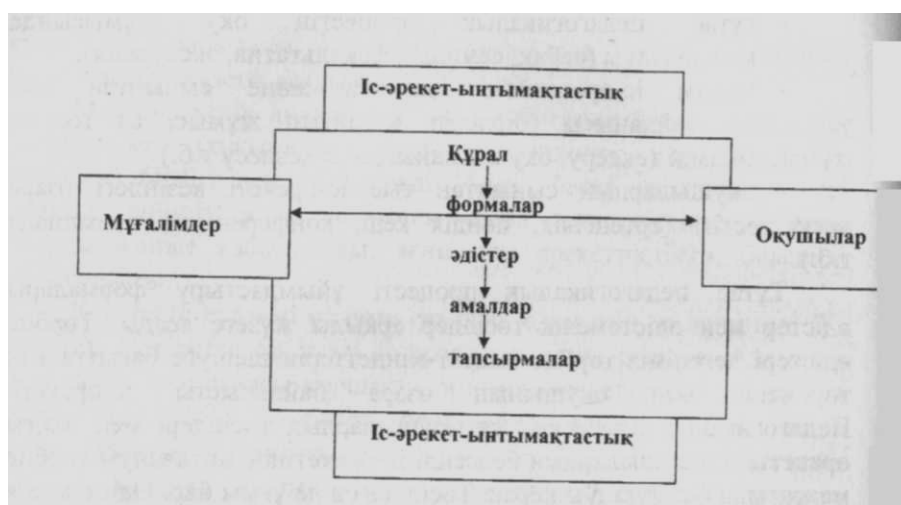 Іс-әрекет-ынтымақтастық
Құрал
формалар
Мұғалімдер
Оқушылар
әдістер
амалдар
тапсырмалар
Іс-әрекет-ынтымақтастық